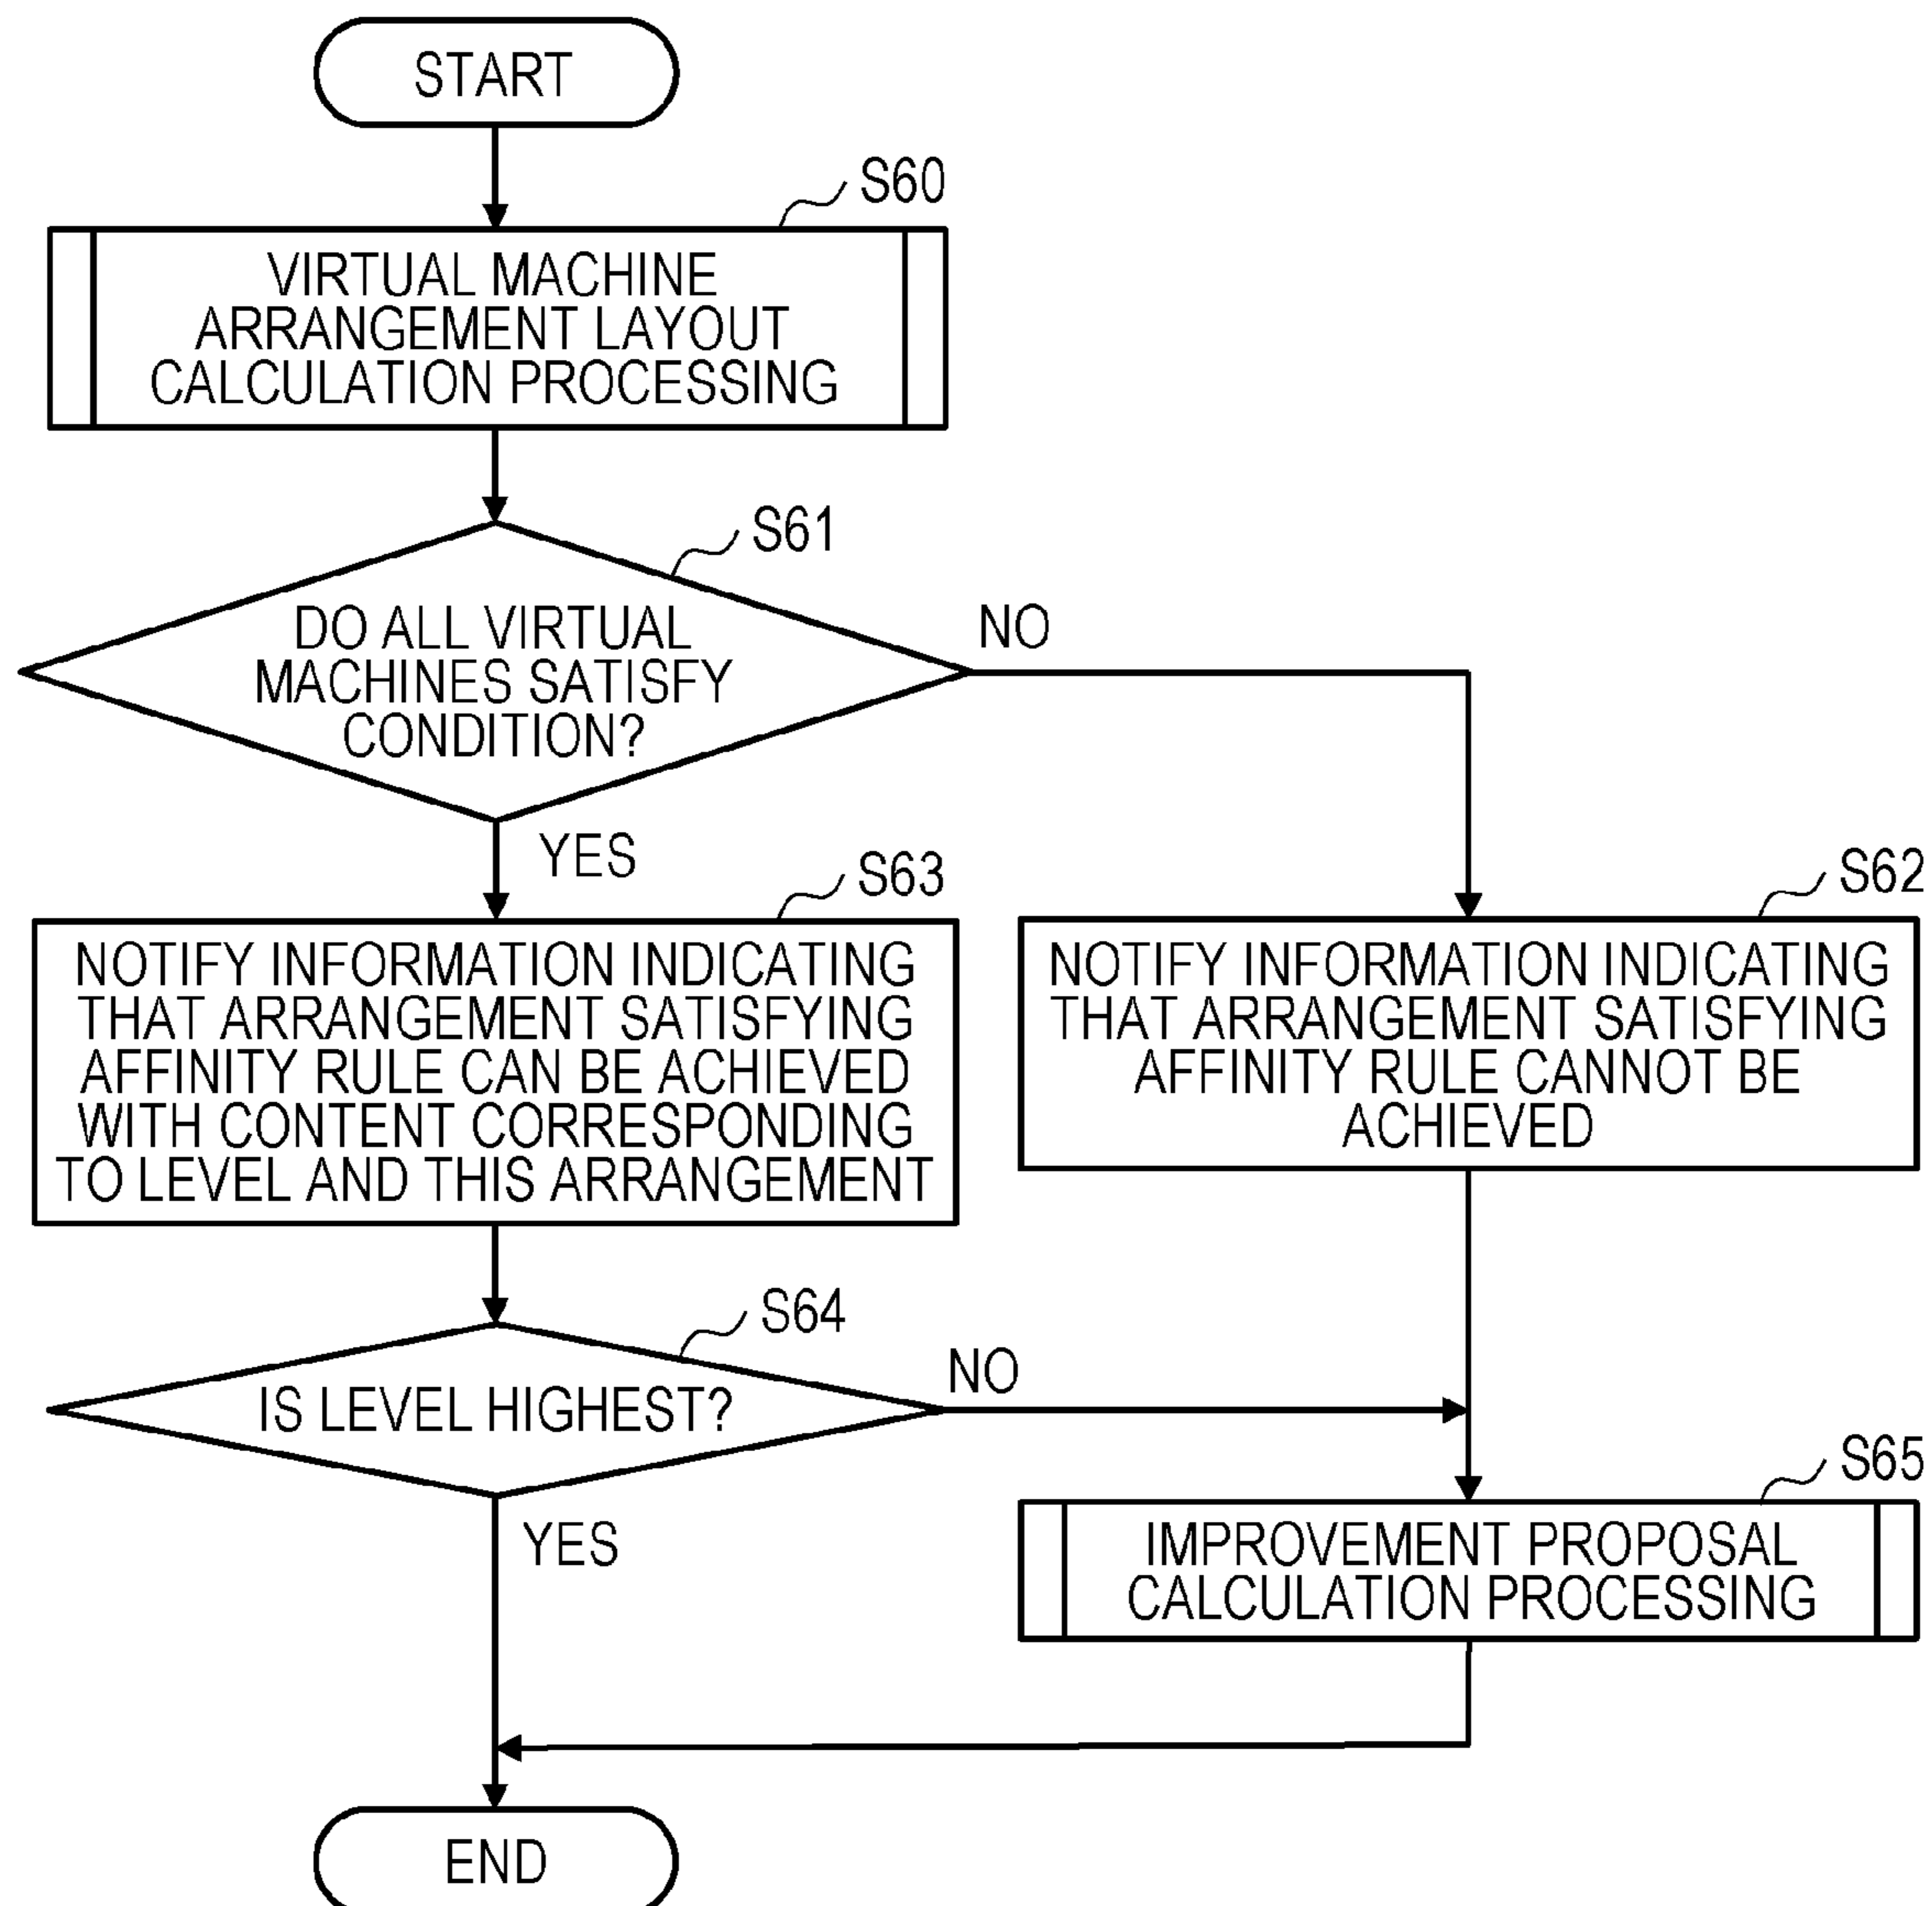 START
S60
VIRTUAL MACHINE
ARRANGEMENT LAYOUT
CALCULATION PROCESSING
S61
DO ALL VIRTUAL
MACHINES SATISFY
CONDITION?
NO
YES
S63
NOTIFY INFORMATION INDICATING
THAT ARRANGEMENT SATISFYING
AFFINITY RULE CAN BE ACHIEVED
WITH CONTENT CORRESPONDING
TO LEVEL AND THIS ARRANGEMENT
S62
NOTIFY INFORMATION INDICATING
THAT ARRANGEMENT SATISFYING
AFFINITY RULE CANNOT BE
ACHIEVED
S64
IS LEVEL HIGHEST?
NO
YES
S65
IMPROVEMENT PROPOSAL
CALCULATION PROCESSING
END